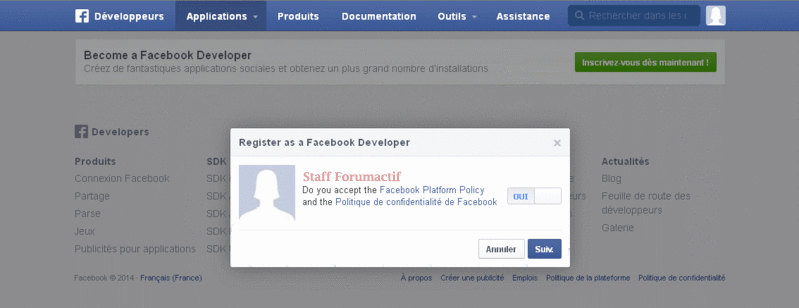 Développeurs Applications Produits Documentation Outils Assistance Rechercher dans les
Become a Facebook Developer
Créez de fantastiques applications sociales et obtenez un plus grand nombre d'installations
Inscrivez-vous dès maintenant !
Developers
Register as a Facebook Developer
Staff Forumactif
Do you accept the Facebook Platform Policy
and the Politique de confidentialité de Facebook
OUI
Annuler Suiv.
Produits
Connexion Facebook
Partage
Parse
Jeux
Publicités pour applications
SDK
SDK
SDK
SDK
Actualités
Blog
Feuille de route des
développeurs
Galerie
Facebook © 2014 · Français (France)
À propos Créer une publicité Emplois Politique de la plateforme Politique de confidentialité